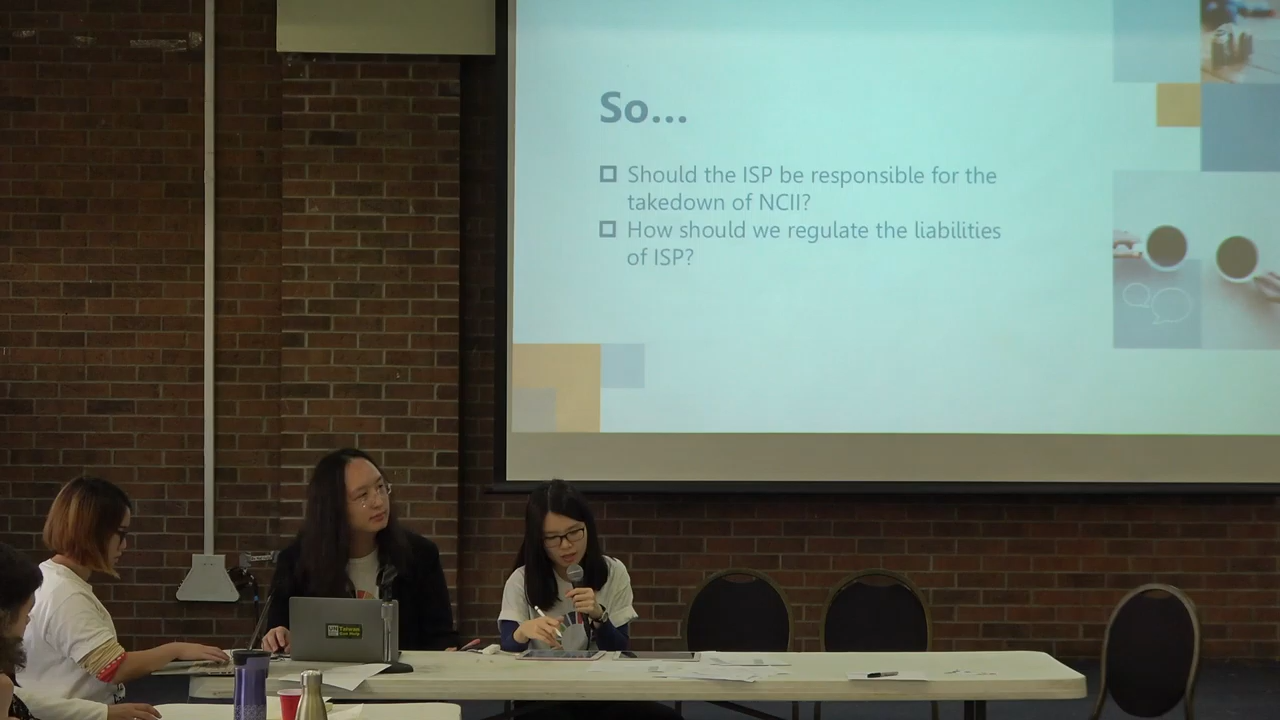 So...
Should the ISP be responsible for the
takedown of NCII?
How should we regulate the liabilities
of ISP?
Taiwan